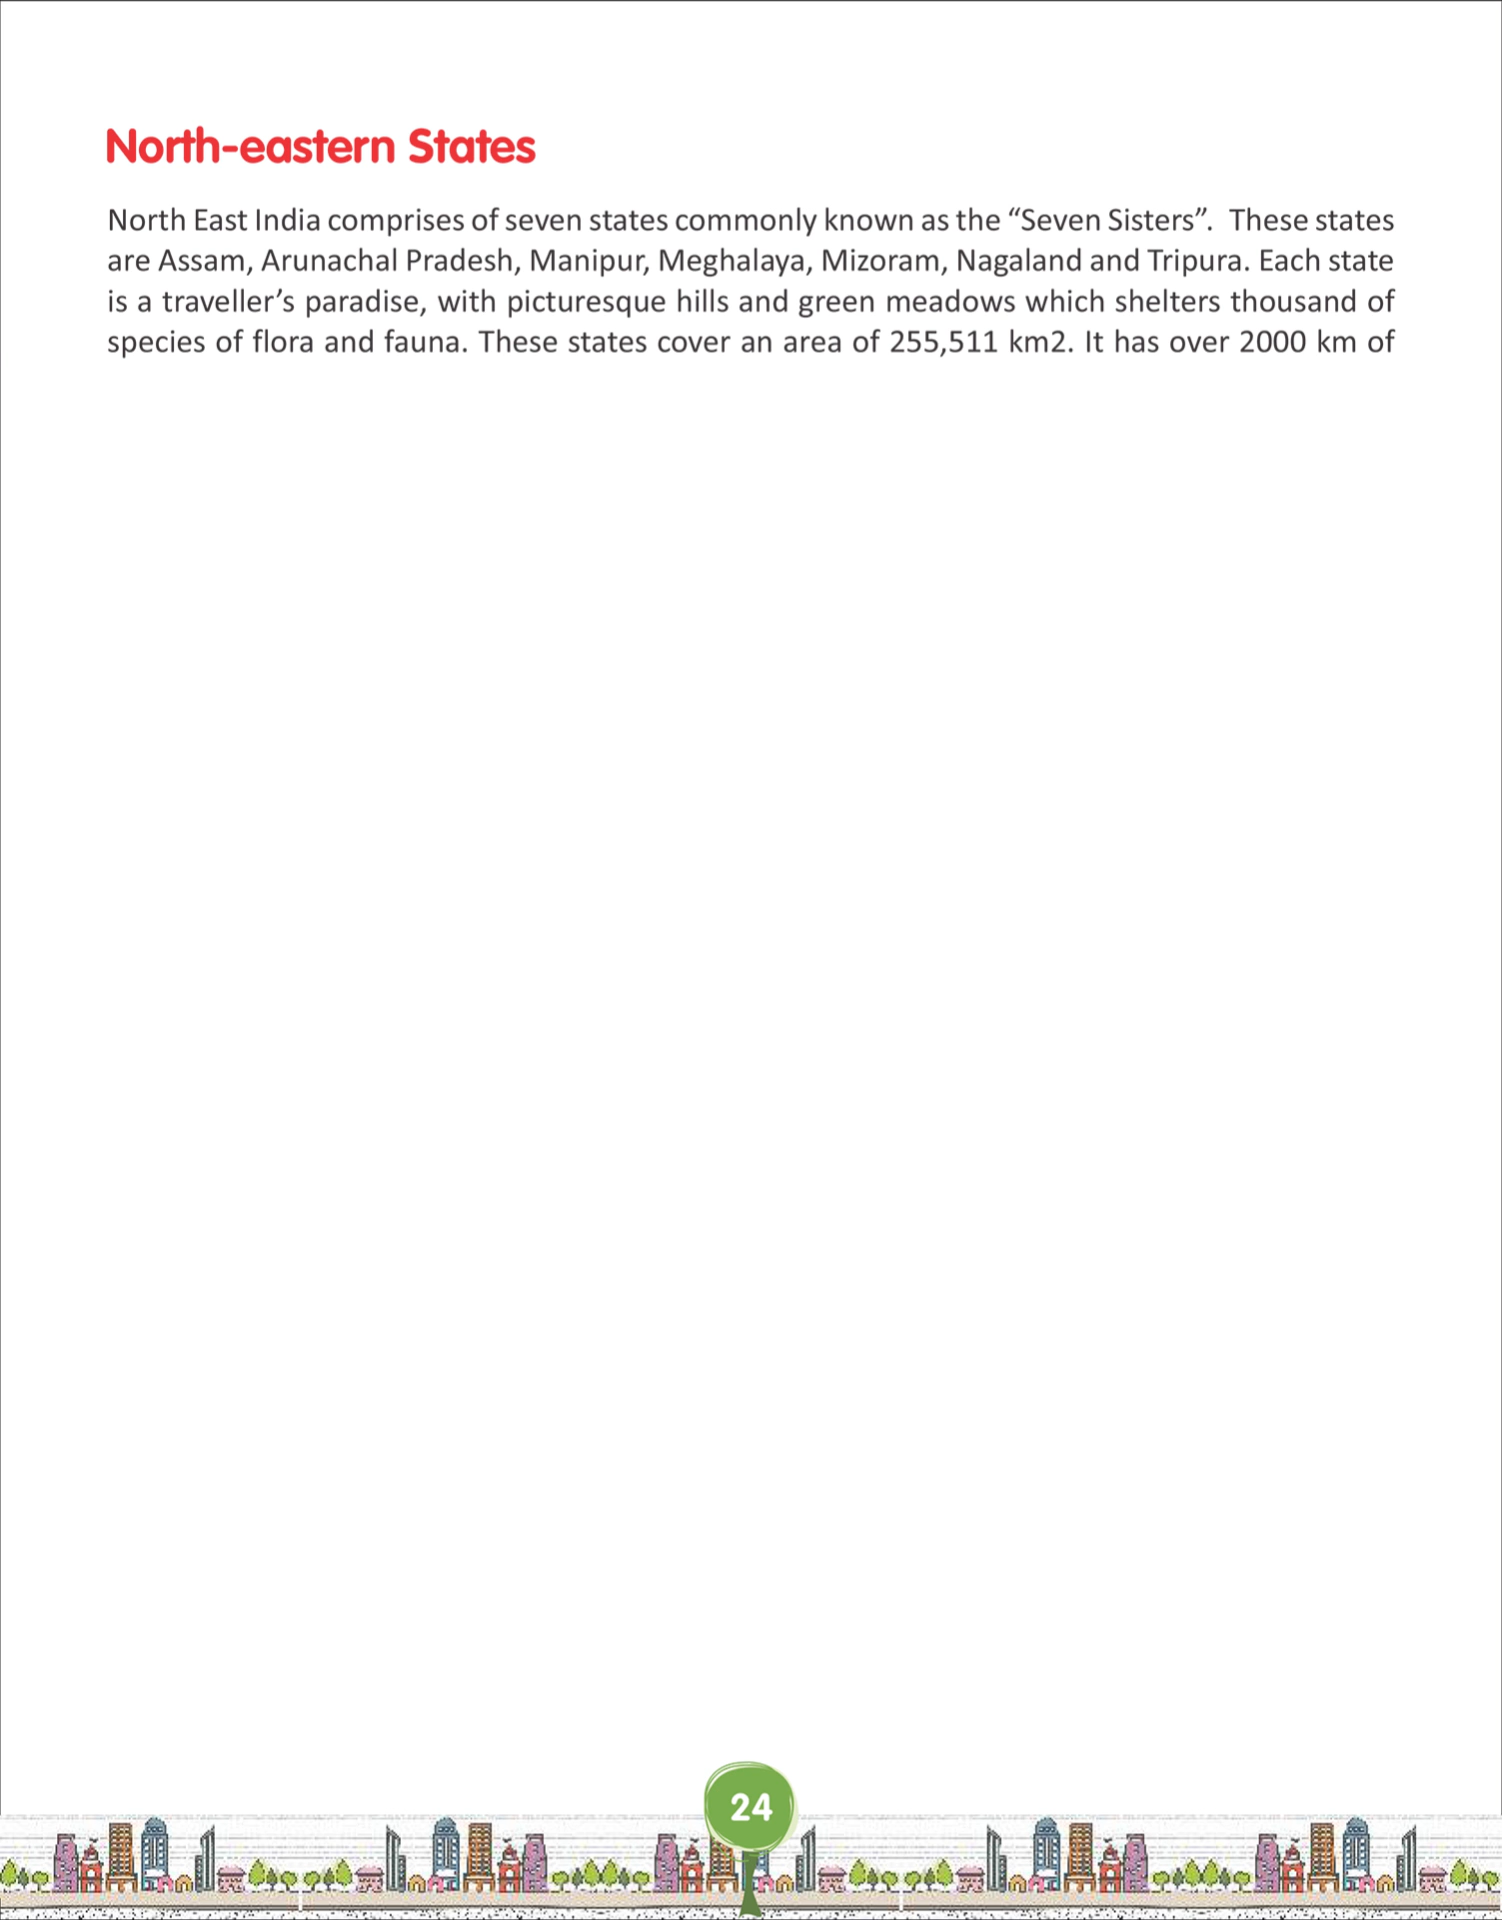 North-eastern States
North East India comprises of seven states commonly known as the “Seven Sisters”.  These states
are Assam, Arunachal Pradesh, Manipur, Meghalaya, Mizoram, Nagaland and Tripura. Each state
is a traveller’s paradise, with picturesque hills and green meadows which shelters thousand of
species of flora and fauna. These states cover an area of 255,511 km2. It has over 2000 km of
24